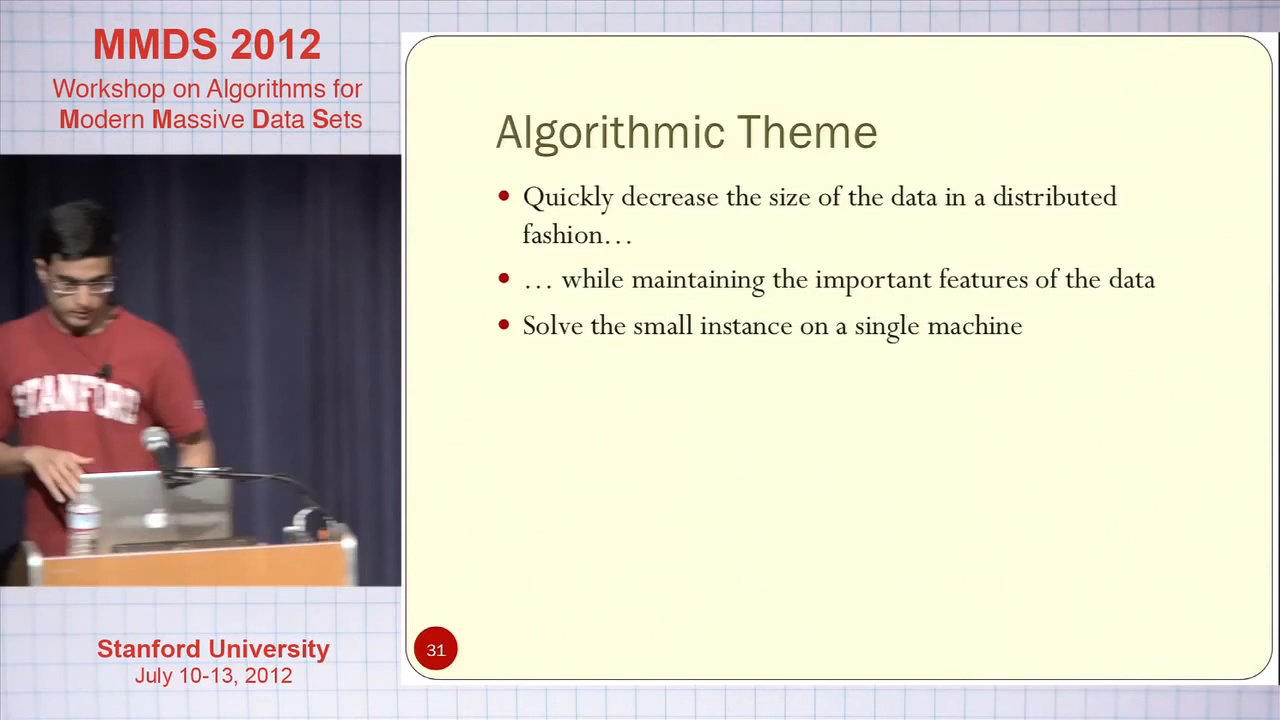 MMDS 2012
Workshop on Algorithms for
Modern Massive Data Sets
Algorithmic Theme
• Quickly decrease the size of the data in a distributed
fashion…
• … while maintaining the important features of the data
• Solve the small instance on a single machine
STANFORD
31
Stanford University
July 10-13, 2012